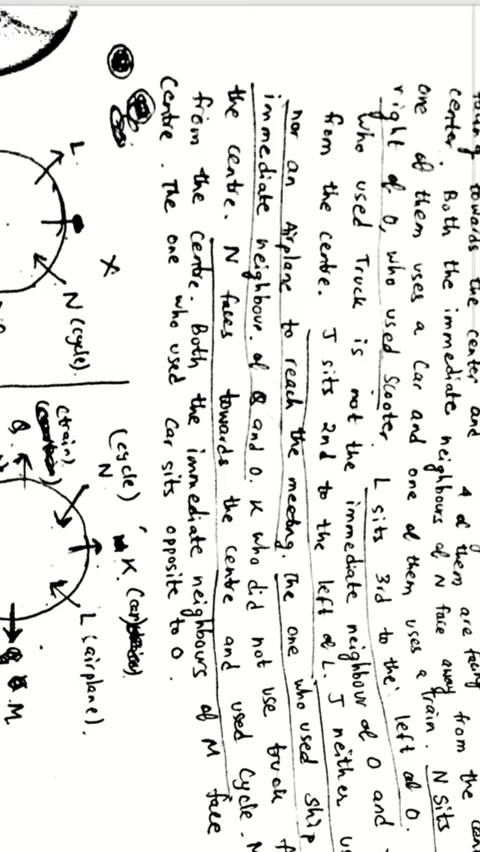 towards the center and 4 of them are facing
center. Both the immediate neighbours of N face away from the
one of them uses a Car and one of them uses a train. N sits
right of O, who used Scooter. L sits 3rd to the left of O.
who used Truck is not the immediate neighbour of O and
from the centre. J sits 2nd to the left of L. J neither
nor an Airplane to reach the meeting. The one who used ship
immediate neighbour of Q and O. K who did not use truck
the centre. N faces towards the centre and used Cycle.
from the centre. Both the immediate neighbours of M face
centre. The one who used car sits opposite to O.
L
X
N (cycle).
(cycle)
N
(train)
Q
K (car)
L (airplane).
M